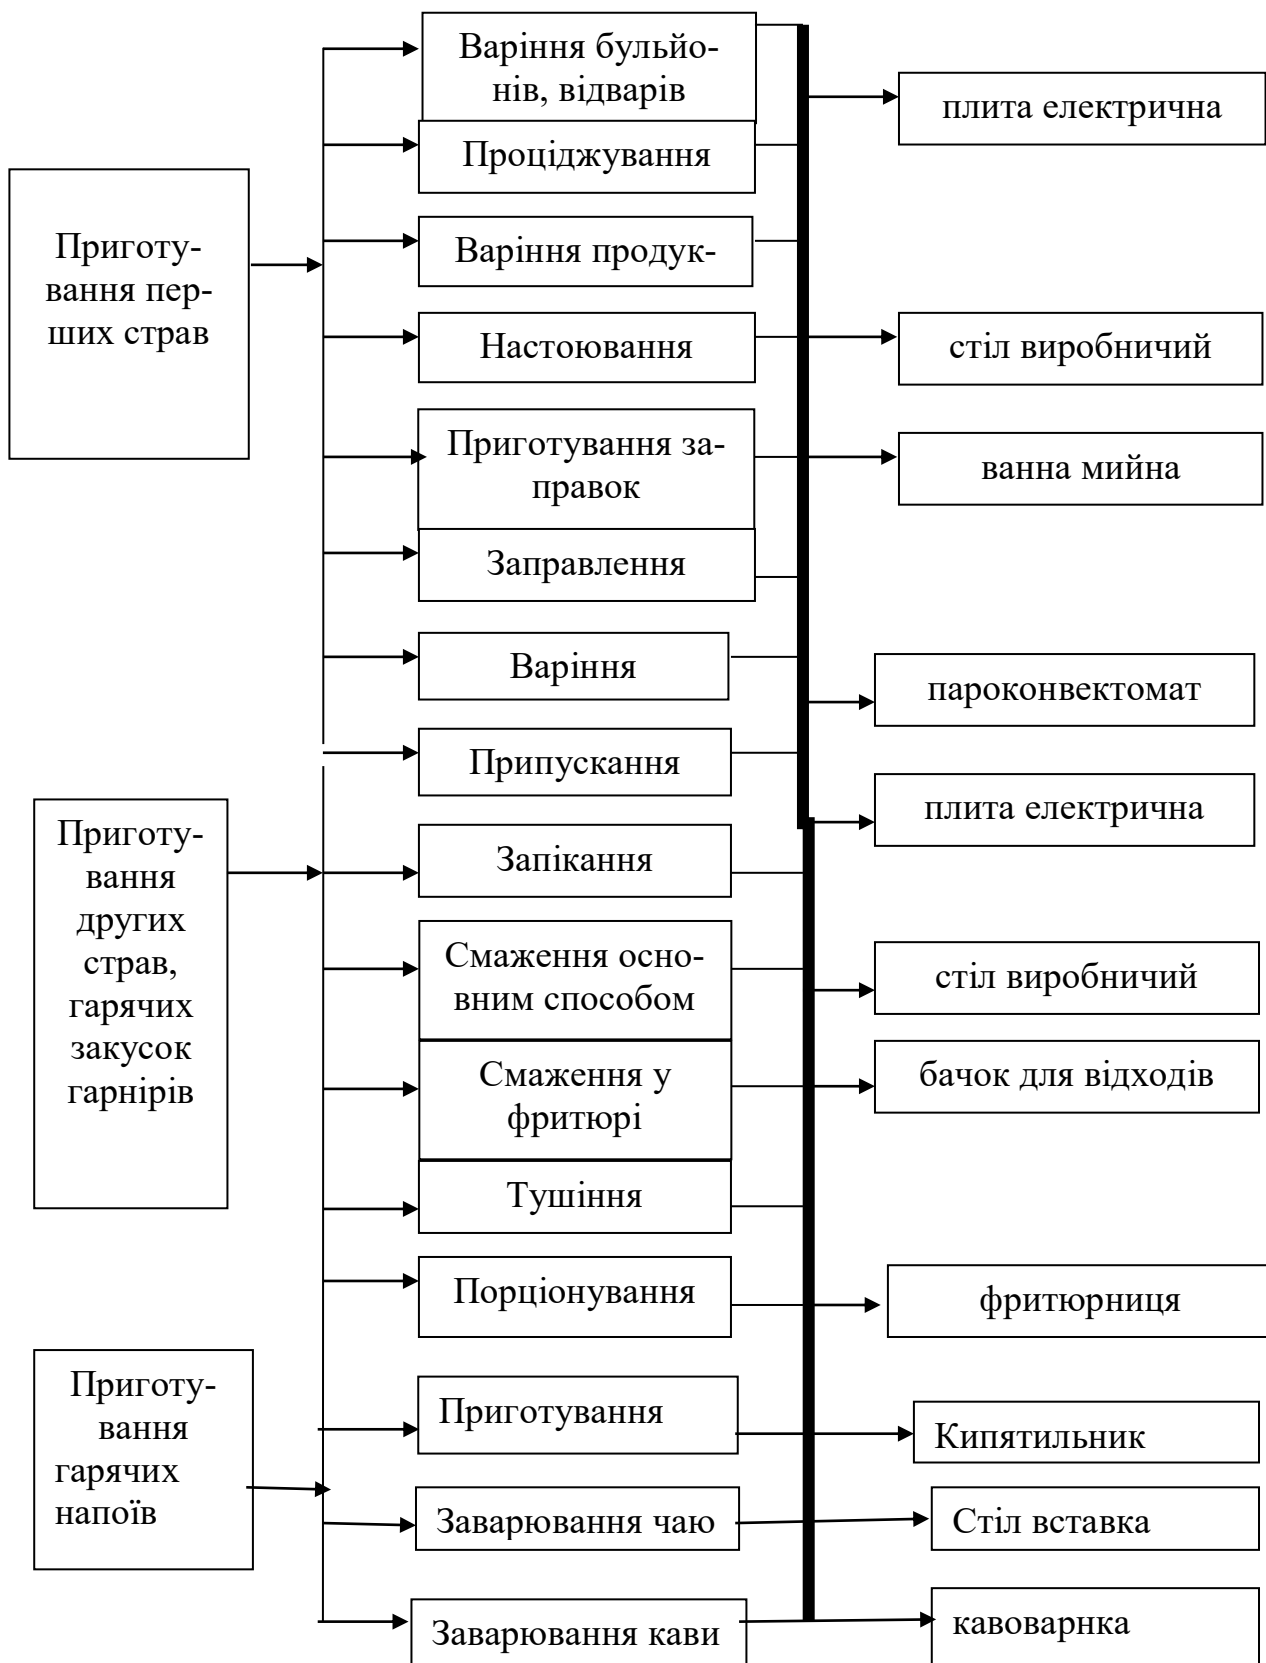 Приготу-
вання пер-
ших страв
Приготу-
вання
других
страв,
гарячих
закусок
гарнірів
Приготу-
вання
гарячих
напоїв
Варіння бульйо-
нів, відварів
Проціджування
Варіння продук-
Настоювання
Приготування за-
правок
Заправлення
Варіння
Припускання
Запікання
Смаження осно-
вним способом
Смаження у
фритюрі
Тушіння
Порціонування
Приготування
Заварювання чаю
Заварювання кави
плита електрична
стіл виробничий
ванна мийна
пароконвектомат
плита електрична
стіл виробничий
бачок для відходів
фритюрниця
Кипятильник
Стіл вставка
кавоварнка